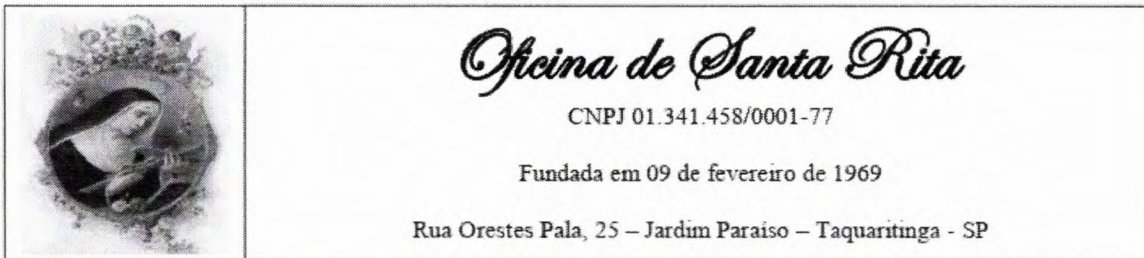 Oficina de Santa Rita
CNPJ 01.341.458/0001-77
Fundada em 09 de fevereiro de 1969
Rua Orestes Pala, 25 – Jardim Paraíso – Taquaritinga - SP